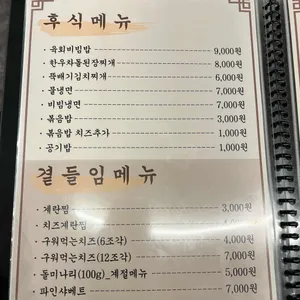 후식메뉴
· 육회비빔밥 9,000원
· 한우차돌된장찌개 8,000원
· 뚝배기김치찌개 6,000원
· 물냉면 7,000원
· 비빔냉면 7,000원
· 볶음밥 3,000원
· 볶음밥 치즈추가 1,000원
· 공기밥 1,000원
곁들임메뉴
· 계란찜 3,000원
· 치즈계란찜 4,000원
· 구워먹는치즈(6조각) 4,000원
· 구워먹는치즈(12조각) 7,000원
· 돌미나리(100g)_계절메뉴 5,000원
· 파인샤베트 7,000원